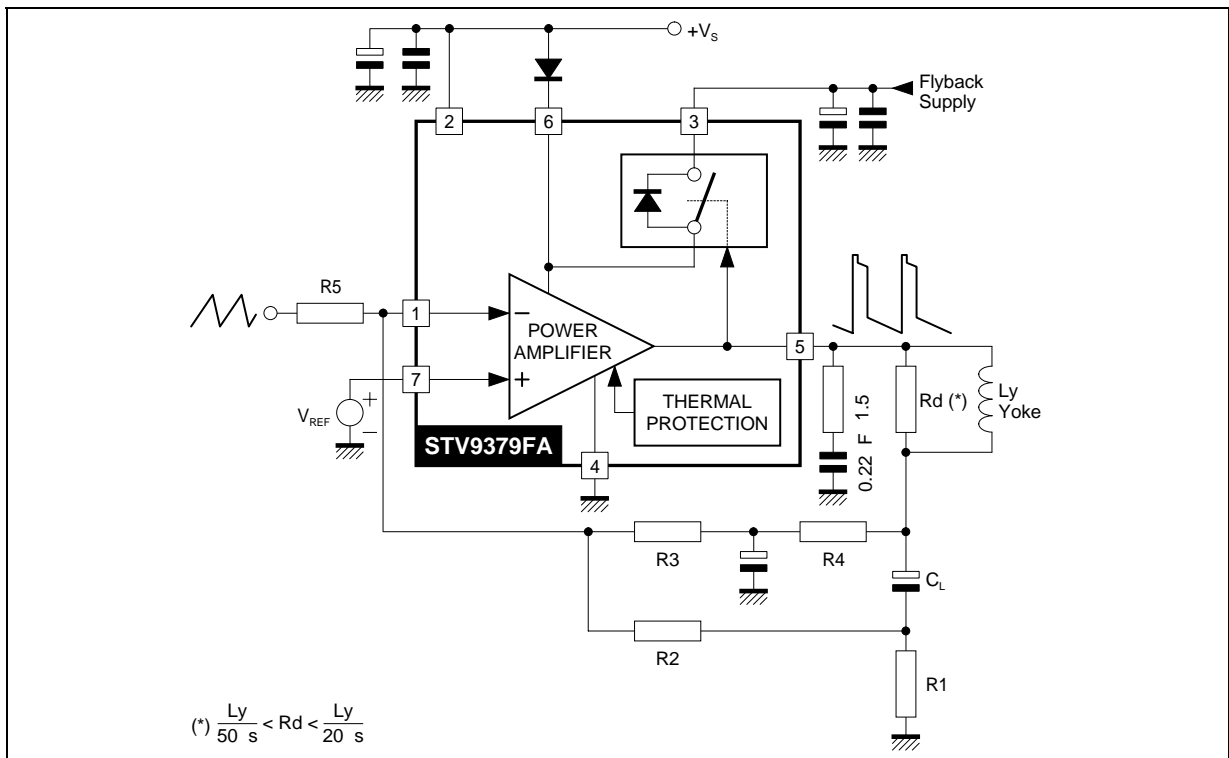 +VS
Flyback
Supply
2
6
3
R5
1
−
POWER
AMPLIFIER
5
7
+
VREF
+
−
THERMAL
PROTECTION
STV9379FA
4
0.22 F 1.5
Rd (*)
Ly
Yoke
R3
R4
CL
R2
R1
(*) Ly/50 s < Rd < Ly/20 s